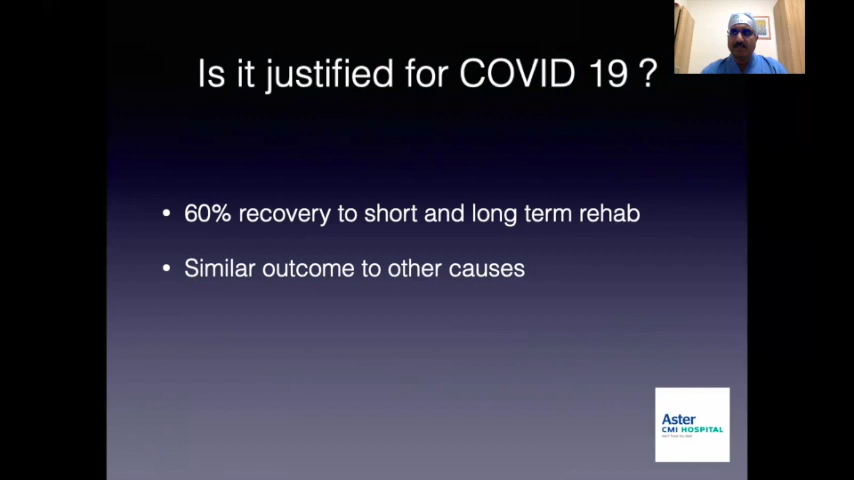 Is it justified for COVID 19 ?
• 60% recovery to short and long term rehab
• Similar outcome to other causes
Aster
CMI HOSPITAL